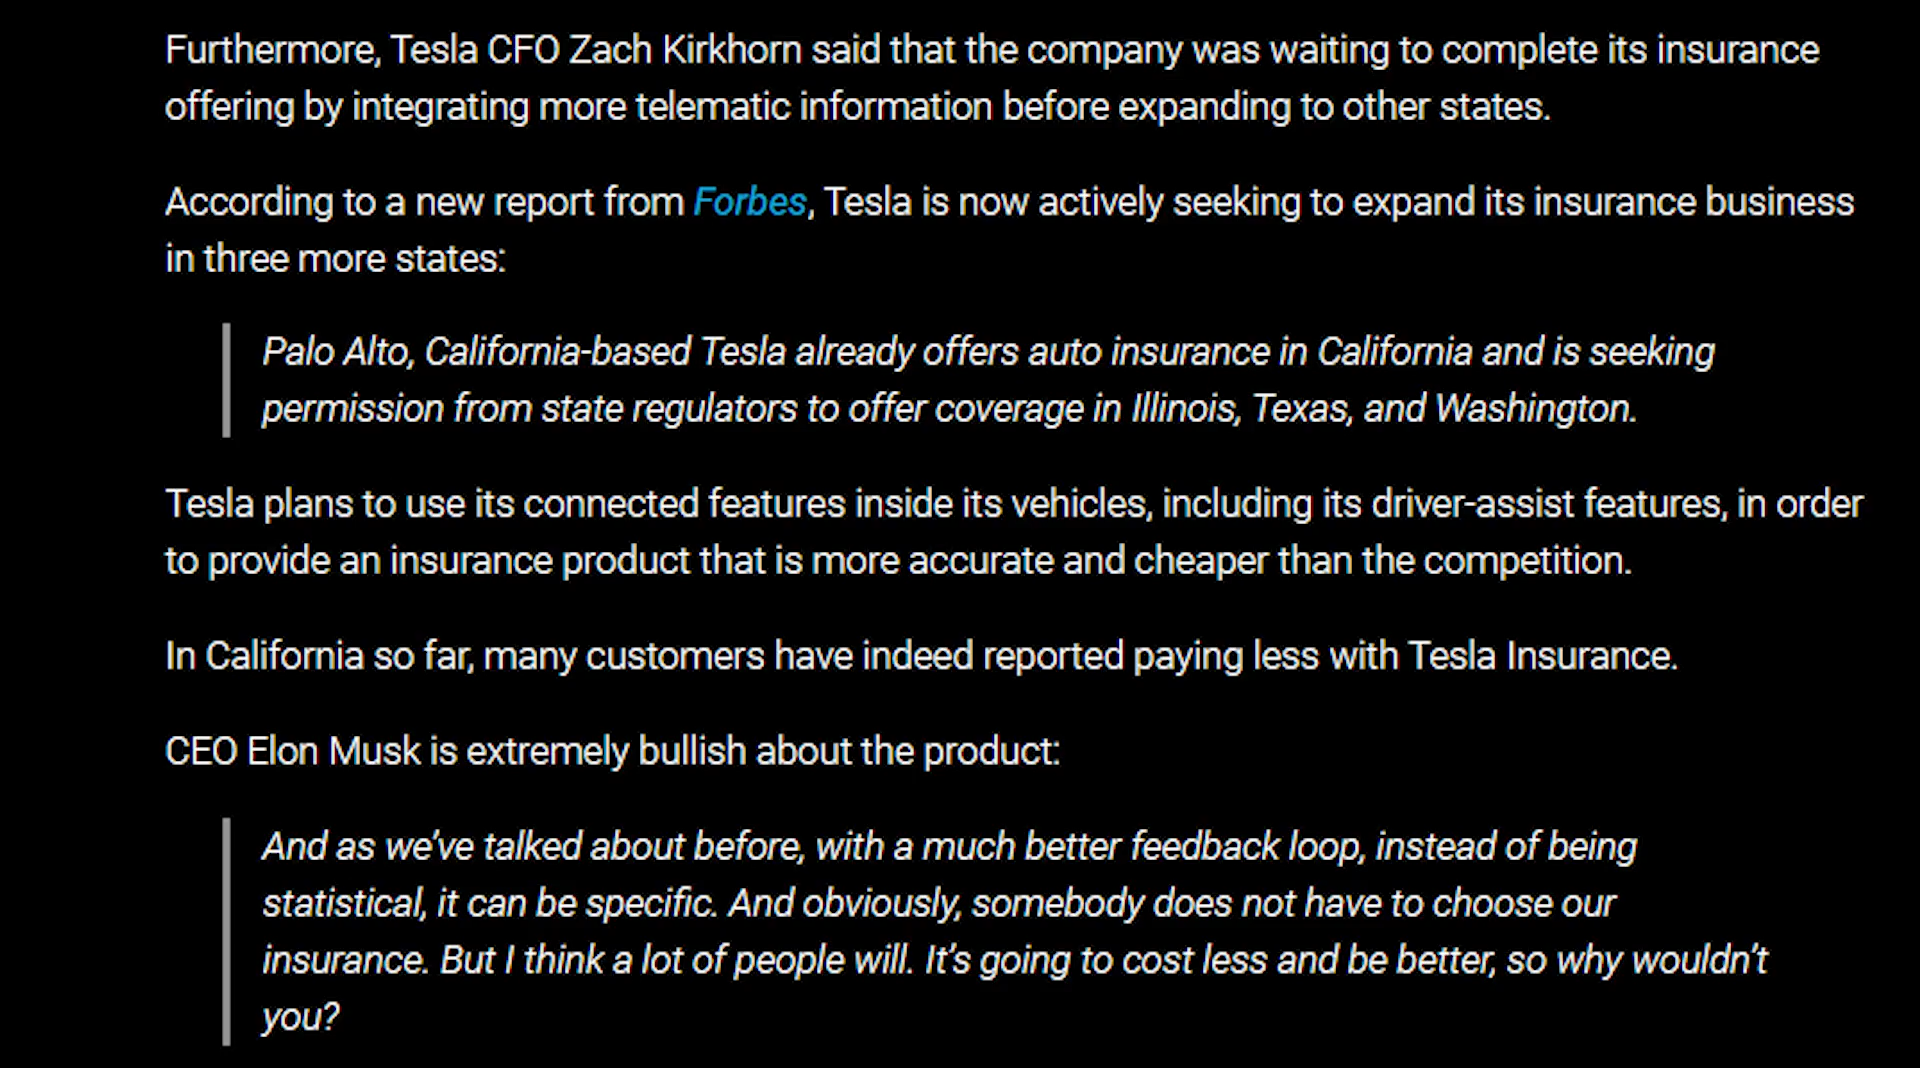 Furthermore, Tesla CFO Zach Kirkhorn said that the company was waiting to complete its insurance
offering by integrating more telematic information before expanding to other states.
According to a new report from Forbes, Tesla is now actively seeking to expand its insurance business
in three more states:
Palo Alto, California-based Tesla already offers auto insurance in California and is seeking
permission from state regulators to offer coverage in Illinois, Texas, and Washington.
Tesla plans to use its connected features inside its vehicles, including its driver-assist features, in order
to provide an insurance product that is more accurate and cheaper than the competition.
In California so far, many customers have indeed reported paying less with Tesla Insurance.
CEO Elon Musk is extremely bullish about the product:
And as we’ve talked about before, with a much better feedback loop, instead of being
statistical, it can be specific. And obviously, somebody does not have to choose our
insurance. But I think a lot of people will. It’s going to cost less and be better, so why wouldn’t
you?